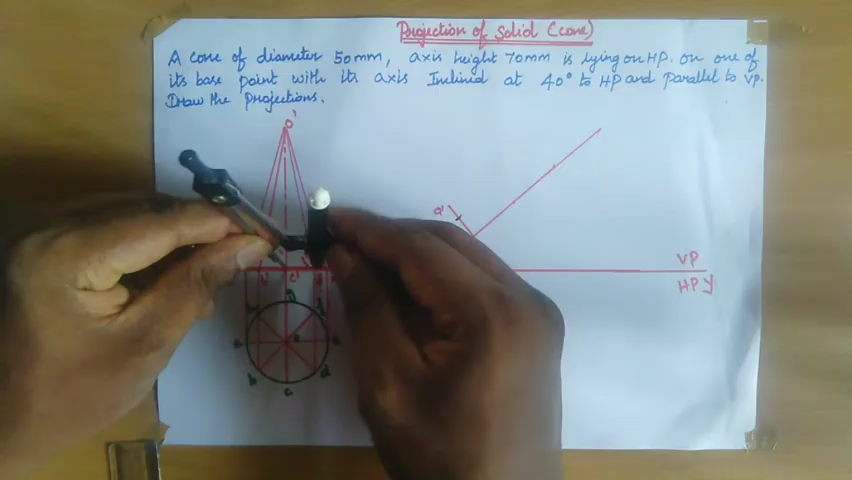 Projection of Solid (cone)
A Cone of diameter 50mm, axis height 70mm is lying on HP. on one of
its base point with its axis Inclined at 40° to HP and parallel to VP.
Draw the projections.
o'
a'
VP
HP y
b
c
d